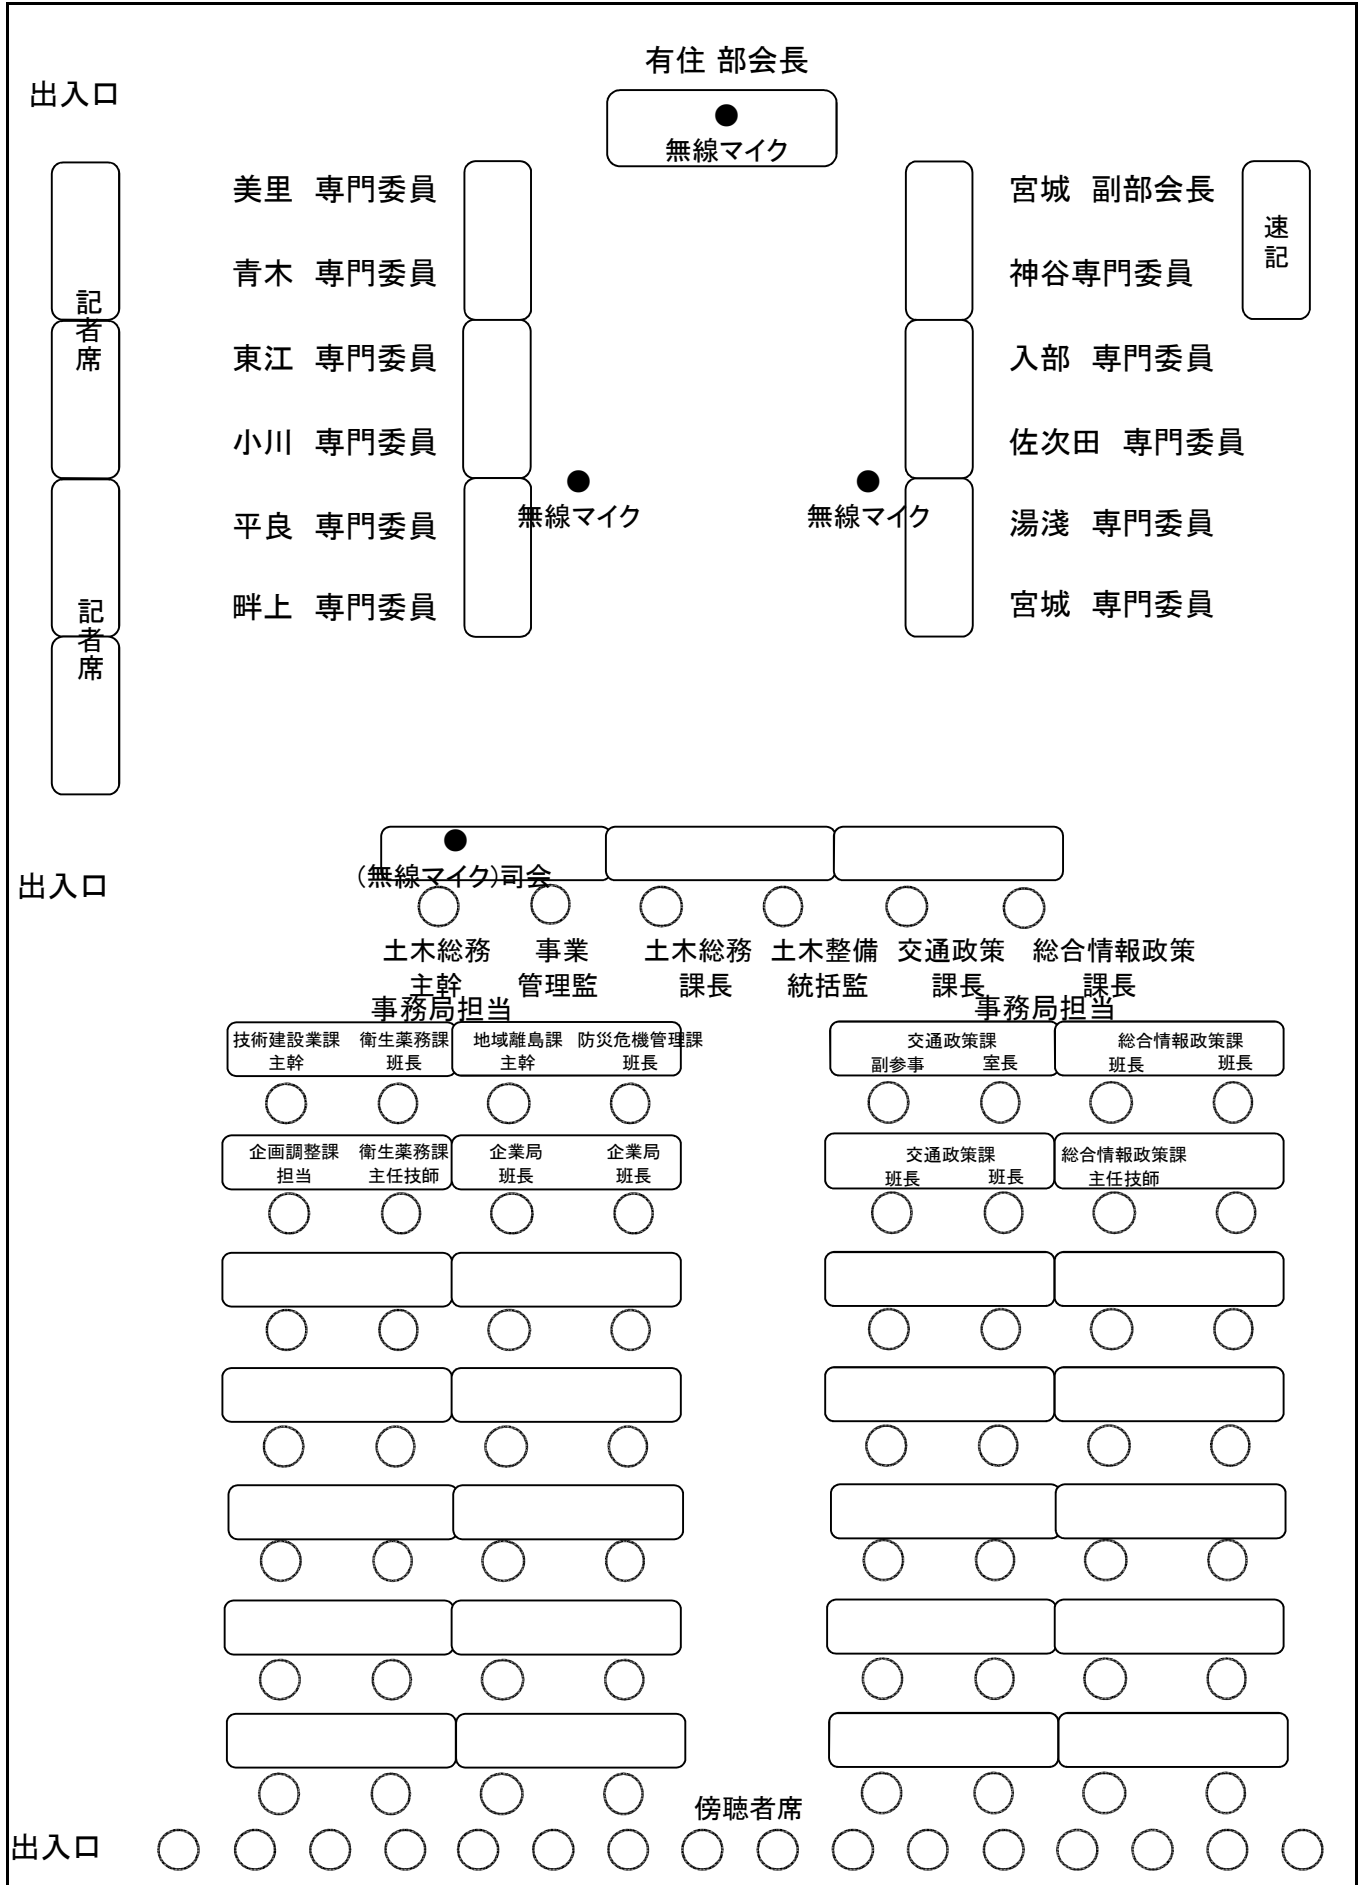 有住 部会長
出入口
無線マイク
美里 専門委員
宮城 副部会長
速記
青木 専門委員
神谷専門委員
記者席
東江 専門委員
入部 専門委員
小川 専門委員
佐次田 専門委員
無線マイク
無線マイク
平良 専門委員
湯淺 専門委員
畔上 専門委員
宮城 専門委員
記者席
出入口
(無線マイク)司会
土木総務 事業 土木総務 土木整備 交通政策 総合情報政策
主幹 管理監 課長 統括監 課長 課長
事務局担当 事務局担当
技術建設業課 衛生薬務課 地域離島課 防災危機管理課 交通政策課 総合情報政策課
主幹 班長 主幹 班長 副参事 室長 班長 班長
企画調整課 衛生薬務課 企業局 企業局 交通政策課 総合情報政策課
担当 主任技師 班長 班長 班長 班長 主任技師
傍聴者席
出入口